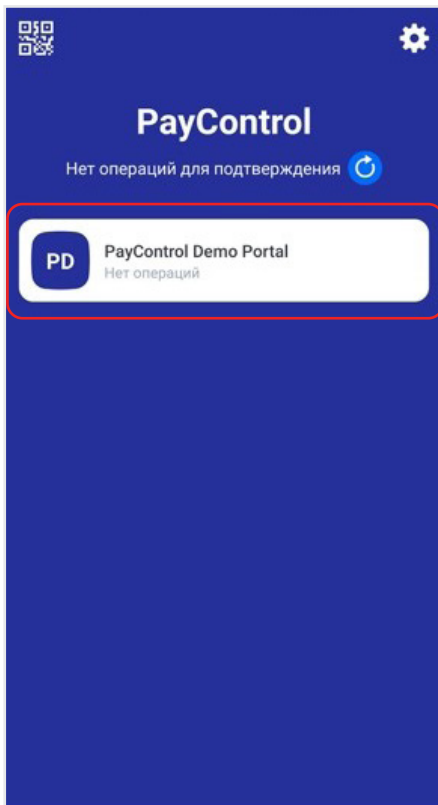 PayControl
Нет операций для подтверждения
PD
PayControl Demo Portal
Нет операций